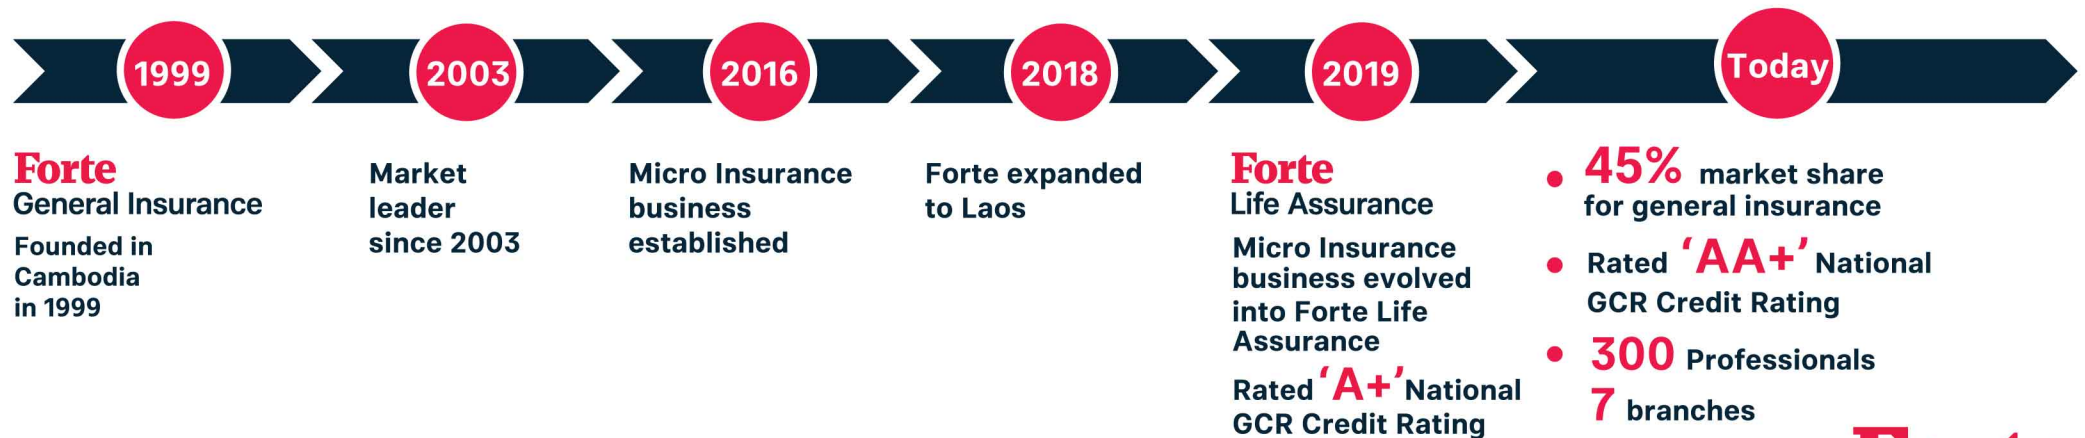 1999
2003
2016
2018
2019
Today
Forte
General Insurance
Founded in
Cambodia
in 1999
Market
leader
since 2003
Micro Insurance
business
established
Forte expanded
to Laos
Forte
Life Assurance
Micro Insurance
business evolved
into Forte Life
Assurance
Rated ‘A+’ National
GCR Credit Rating
• 45% market share
for general insurance
• Rated ‘AA+’ National
GCR Credit Rating
• 300 Professionals
7 branches